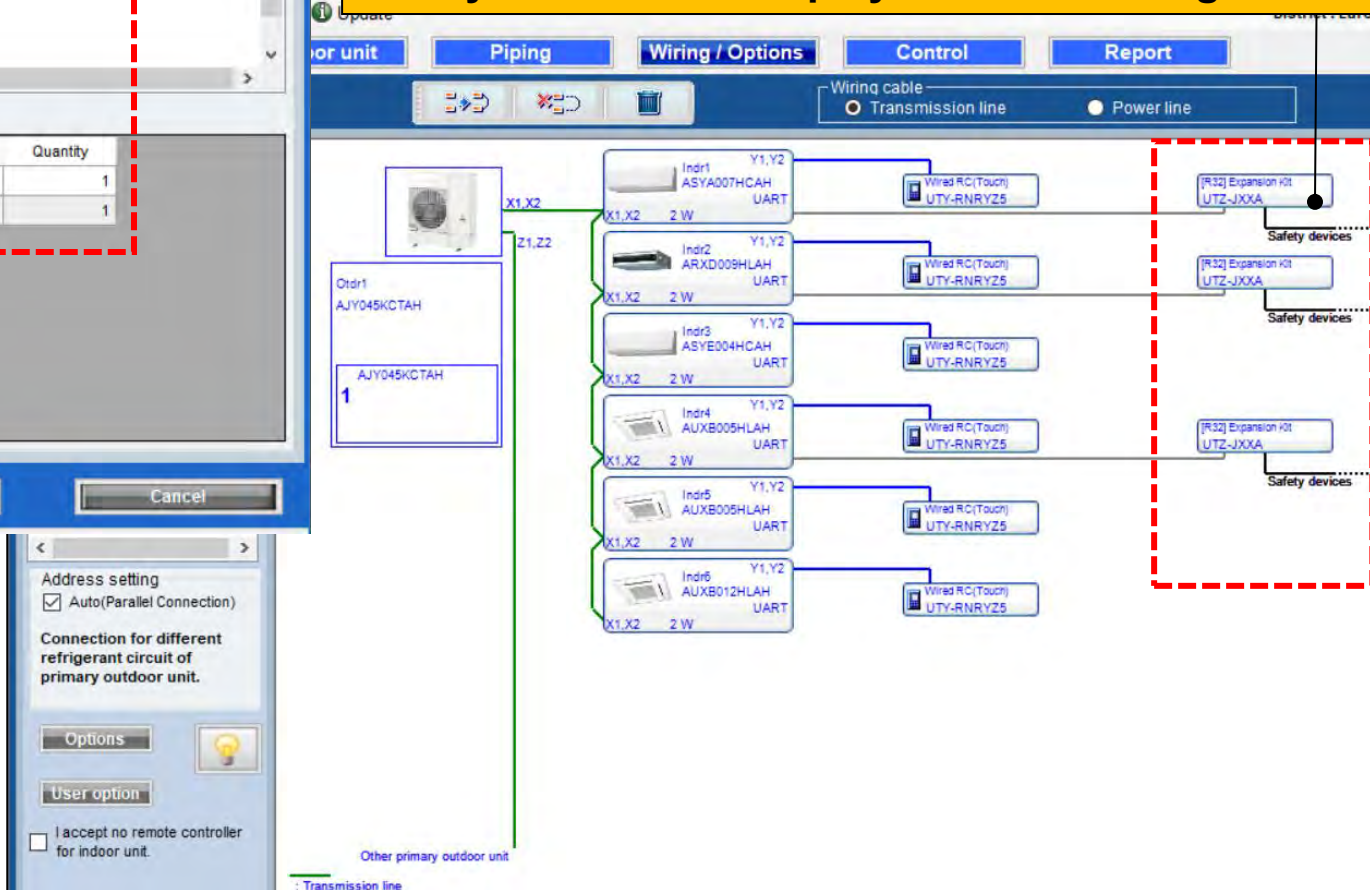 Update
oor unit
Piping
Wiring / Options
Control
Report
Wiring cable
Transmission line
Power line
Quantity
1
1
Cancel
Address setting
Auto(Parallel Connection)
Connection for different
refrigerant circuit of
primary outdoor unit.
Options
User option
I accept no remote controller
for indoor unit.
X1,X2
Z1,Z2
Otdr1
AJY045KCTAH
AJY045KCTAH
1
Indr1 Y1,Y2
ASYA007HCAH
UART
X1,X2 2 W
Wired RC(Touch)
UTY-RNRYZ5
[R32] Expansion Kit
UTZ-JXXA
Safety devices
Indr2 Y1,Y2
ARXD009HLAH
UART
X1,X2 2 W
Wired RC(Touch)
UTY-RNRYZ5
[R32] Expansion Kit
UTZ-JXXA
Safety devices
Indr3 Y1,Y2
ASYE004HCAH
UART
X1,X2 2 W
Wired RC(Touch)
UTY-RNRYZ5
Indr4 Y1,Y2
AUXB005HLAH
UART
X1,X2 2 W
Wired RC(Touch)
UTY-RNRYZ5
[R32] Expansion Kit
UTZ-JXXA
Safety devices
Indr5 Y1,Y2
AUXB005HLAH
UART
X1,X2 2 W
Wired RC(Touch)
UTY-RNRYZ5
Indr6 Y1,Y2
AUXB012HLAH
UART
X1,X2 2 W
Wired RC(Touch)
UTY-RNRYZ5
Other primary outdoor unit
: Transmission line